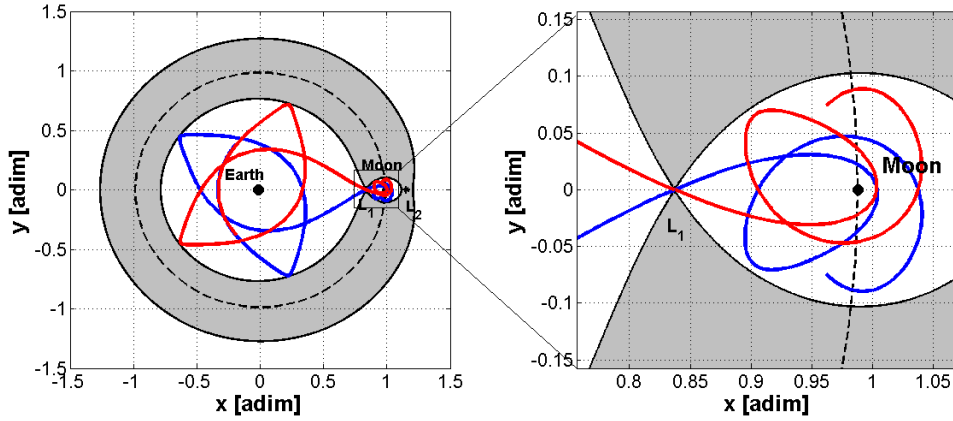 1.5
1
0.5
0
-0.5
-1
-1.5
y [adim]
-1.5 -1 -0.5 0 0.5 1 1.5
x [adim]
Earth
Moon
L1
L2
0.15
0.1
0.05
0
-0.05
-0.1
-0.15
y [adim]
0.8 0.85 0.9 0.95 1 1.05
x [adim]
Moon
L1